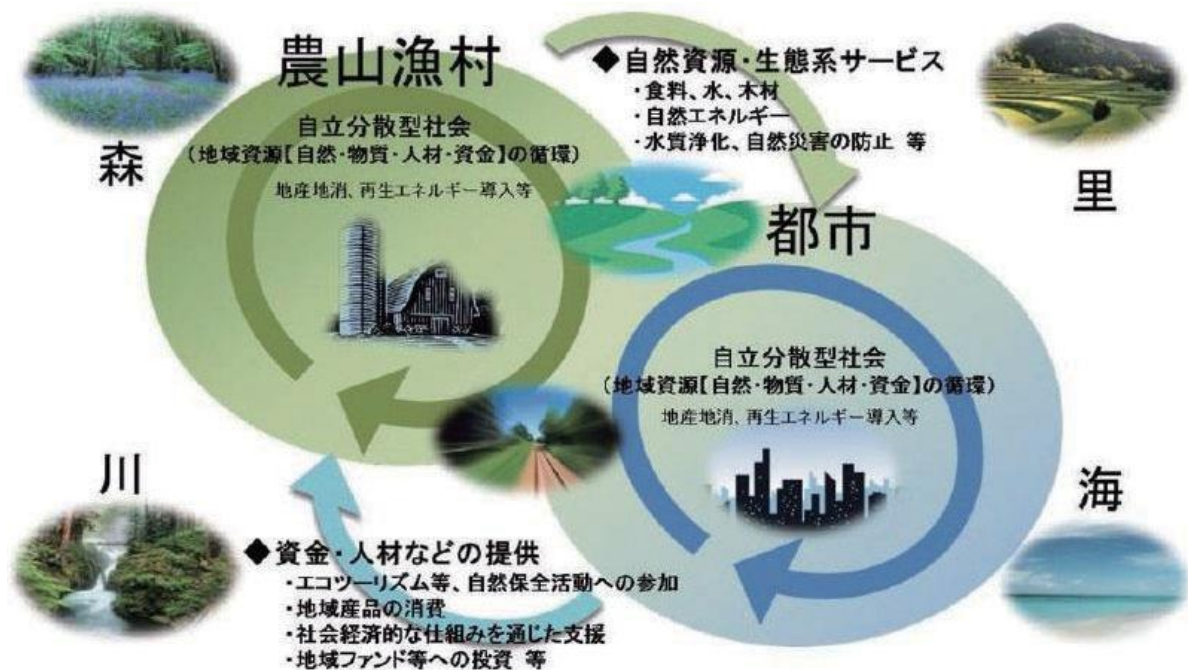 農山漁村
自立分散型社会
（地域資源【自然・物質・人材・資金】の循環）
地産地消、再生エネルギー導入等
◆自然資源・生態系サービス
・食料、水、木材
・自然エネルギー
・水質浄化、自然災害の防止 等
森
里
都市
自立分散型社会
（地域資源【自然・物質・人材・資金】の循環）
地産地消、再生エネルギー導入等
川
海
◆資金・人材などの提供
・エコツーリズム等、自然保全活動への参加
・地域産品の消費
・社会経済的な仕組みを通じた支援
・地域ファンド等への投資 等